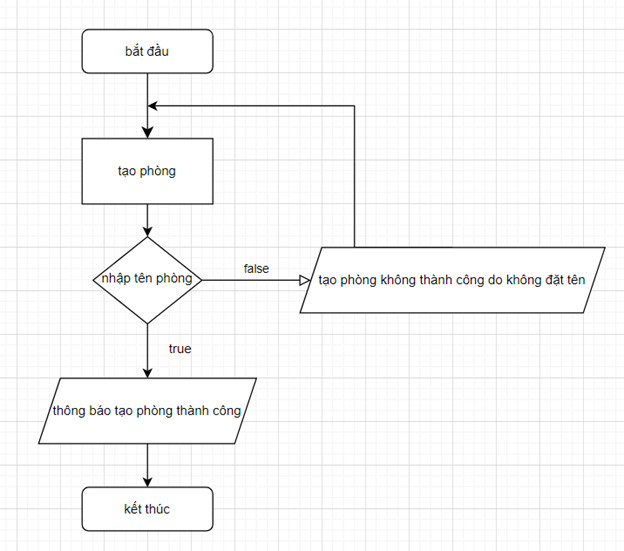 bắt đầu
tạo phòng
nhập tên phòng
false
tạo phòng không thành công do không đặt tên
true
thông báo tạo phòng thành công
kết thúc